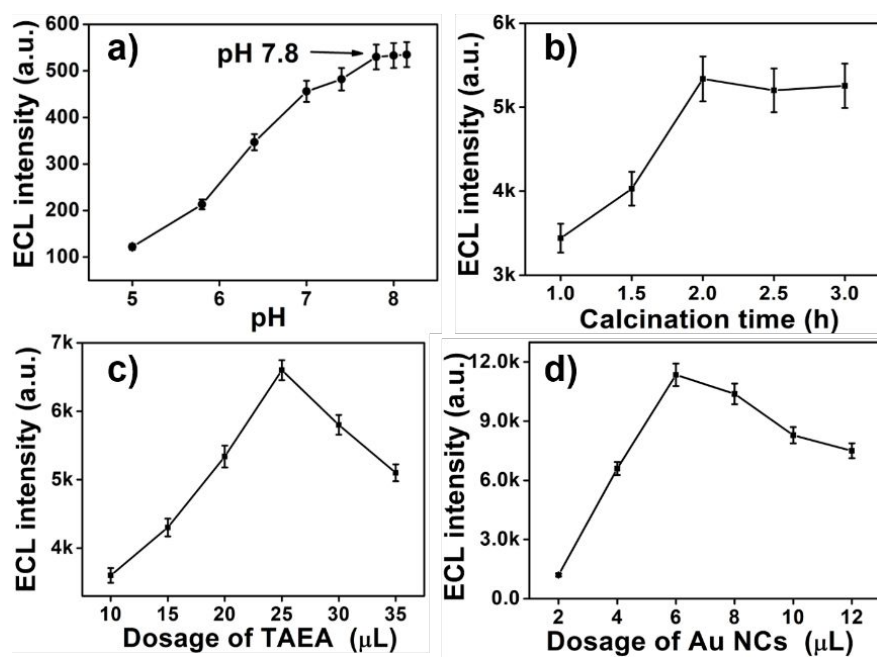 a)
pH 7.8
ECL intensity (a.u.)
600
500
400
300
200
100
5 6 7 8
pH
b)
ECL intensity (a.u.)
6k
5k
4k
3k
1.0 1.5 2.0 2.5 3.0
Calcination time (h)
c)
ECL intensity (a.u.)
7k
6k
5k
4k
10 15 20 25 30 35
Dosage of TAEA (μL)
d)
ECL intensity (a.u.)
12.0k
9.0k
6.0k
3.0k
0.0
2 4 6 8 10 12
Dosage of Au NCs (μL)